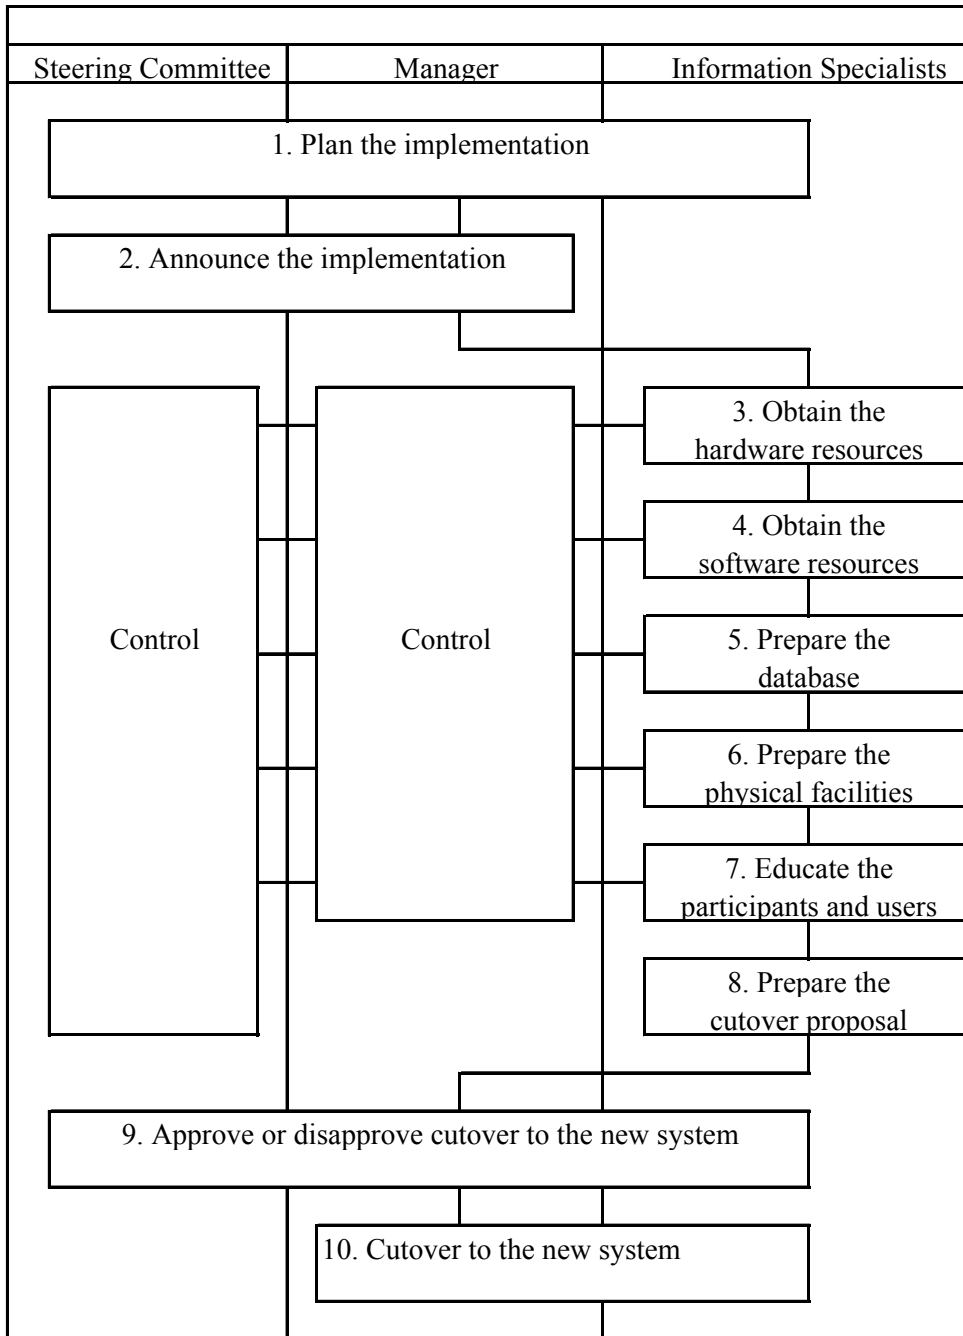 Steering Committee
Manager
Information Specialists
1. Plan the implementation
2. Announce the implementation
3. Obtain the
hardware resources
4. Obtain the
software resources
Control
Control
5. Prepare the
database
6. Prepare the
physical facilities
7. Educate the
participants and users
8. Prepare the
cutover proposal
9. Approve or disapprove cutover to the new system
10. Cutover to the new system